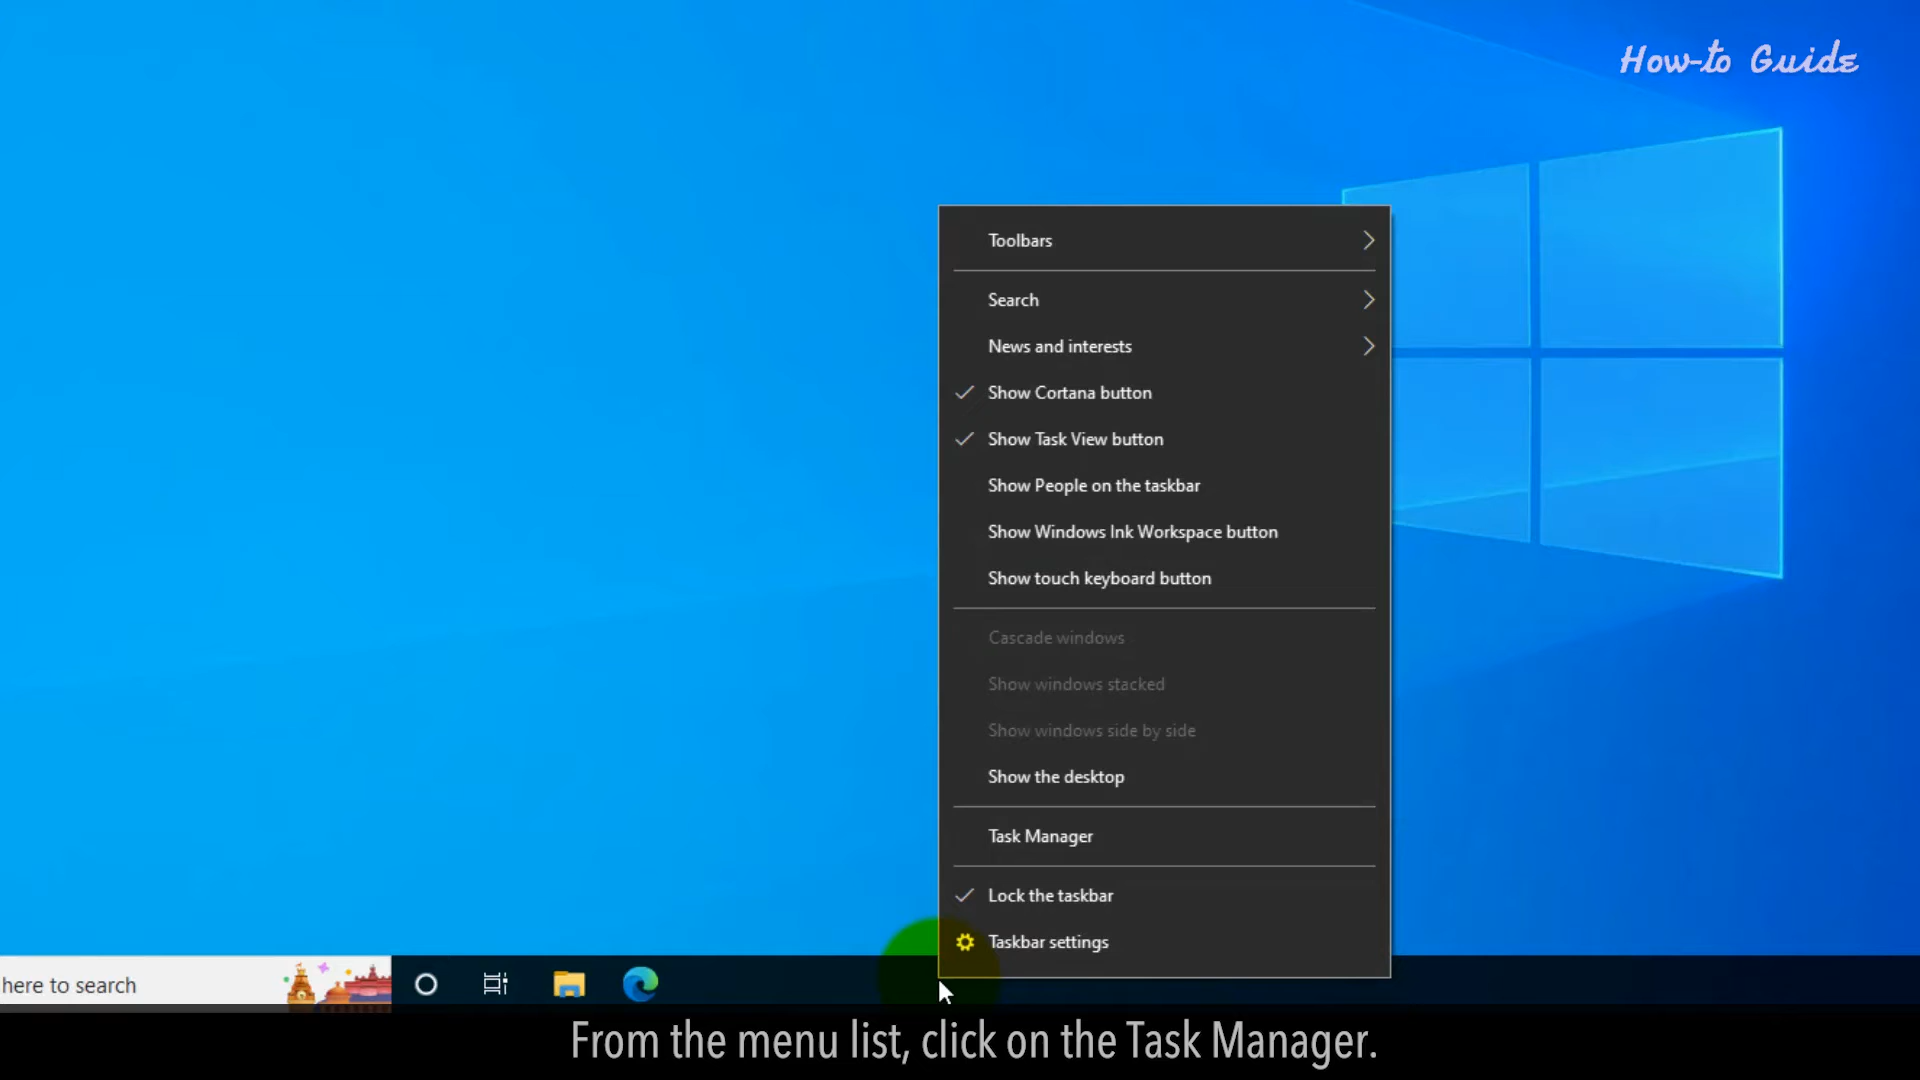 How-to Guide
Toolbars
Search
News and interests
Show Cortana button
Show Task View button
Show People on the taskbar
Show Windows Ink Workspace button
Show touch keyboard button
Cascade windows
Show windows stacked
Show windows side by side
Show the desktop
Task Manager
Lock the taskbar
Taskbar settings
here to search
From the menu list, click on the Task Manager.